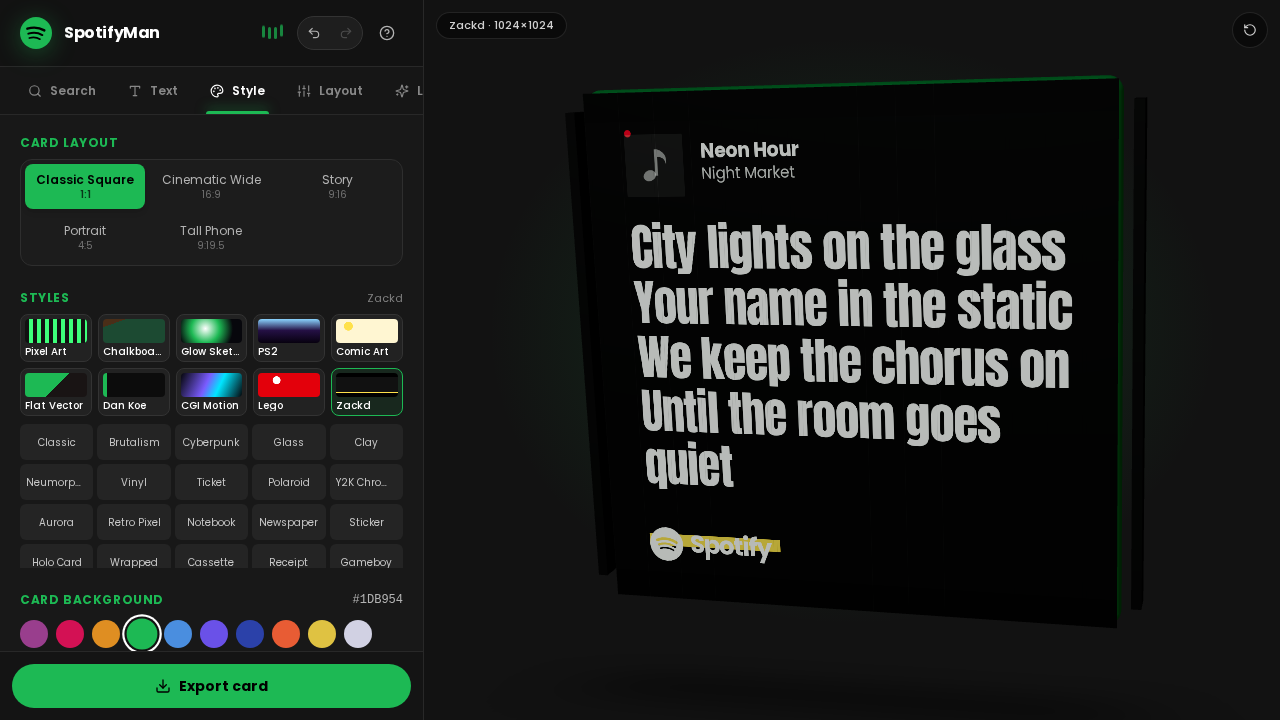 SpotifyMan
Search
Text
Style
Layout
L
CARD LAYOUT
Classic Square
1:1
Cinematic Wide
16:9
Story
9:16
Portrait
4:5
Tall Phone
9:19.5
STYLES
Zackd
Pixel Art
Chalkboa...
Glow Sket...
PS2
Comic Art
Flat Vector
Dan Koe
CGI Motion
Lego
Zackd
Classic
Brutalism
Cyberpunk
Glass
Clay
Neumorp...
Vinyl
Ticket
Polaroid
Y2K Chro...
Aurora
Retro Pixel
Notebook
Newspaper
Sticker
Holo Card
Wrapped
Cassette
Receipt
Gameboy
CARD BACKGROUND
#1DB954
Export card
Zackd · 1024×1024
Neon Hour
Night Market
City lights on the glass
Your name in the static
We keep the chorus on
Until the room goes
quiet
Spotify